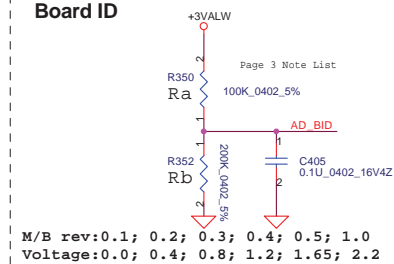 Board ID
+3VALW
2
Page 3 Note List
R350
Ra
100K_0402_5%
1
AD_BID
1
1
R352
Rb
200K_0402_5%
C405
0.1U_0402_16V4Z
2
2
M/B rev:0.1; 0.2; 0.3; 0.4; 0.5; 1.0
Voltage:0.0; 0.4; 0.8; 1.2; 1.65; 2.2